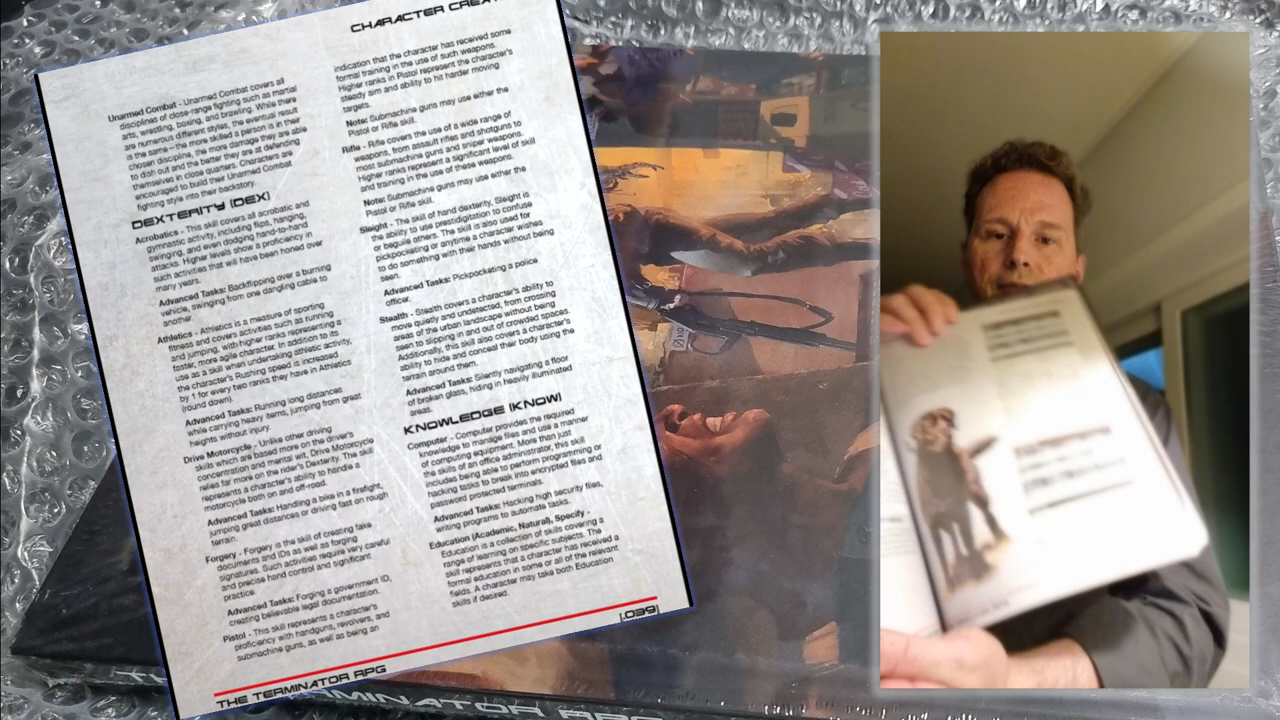 CHARACTER CREAT
Unarmed Combat - Unarmed Combat covers all
disciplines of close-range fighting such as martial
arts, wrestling, boxing, and brawling. While there
are numerous different styles, the eventual result
is the same – the more skilled a person is in their
chosen discipline, the more damage they are able
to dish out and the better they are at defending
themselves in close quarters. Characters are
encouraged to build their Unarmed Combat
fighting style into their backstory.
DEXTERITY (DEX)
Acrobatics - This skill covers all acrobatic and
gymnastic activity, including flips, hanging,
swinging, and even dodging hand-to-hand
attacks. Higher levels show a proficiency in
such activities that will have been honed over
many years.
Advanced Tasks: Backflipping over a burning
vehicle, swinging from one dangling cable to
another.
Athletics - Athletics is a measure of sporting
fitness and covers activities such as running
and jumping, with higher ranks representing a
faster, more agile character. In addition to its
use as a skill when undertaking athletic activity,
the character's Rushing speed is increased
by 1 for every two ranks they have in Athletics
(round down).
Advanced Tasks: Running long distances
while carrying heavy items, jumping from great
heights without injury.
Drive Motorcycle - Unlike other driving
skills which are based more on the driver's
concentration and mental wit, Drive Motorcycle
relies far more on the rider's Dexterity. The skill
represents a character's ability to handle a
motorcycle both on and off-road.
Advanced Tasks: Handling a bike in a firefight,
jumping great distances or driving fast on rough
terrain.
Forgery - Forgery is the skill of creating fake
documents and IDs as well as forging
signatures. Such activities require very careful
and precise hand control and significant
practice.
Advanced Tasks: Forging a government ID,
creating believable legal documentation.
Pistol - This skill represents a character's
proficiency with handguns, revolvers, and
submachine guns, as well as being an
indication that the character has received some
formal training in the use of such weapons.
Higher ranks in Pistol represent the character's
steady aim and ability to hit harder moving
targets.
Note: Submachine guns may use either the
Pistol or Rifle skill.
Rifle - Rifle covers the use of a wide range of
weapons, from assault rifles and shotguns to
most submachine guns and sniper weapons.
Higher ranks represent a significant level of skill
and training in the use of these weapons.
Note: Submachine guns may use either the
Pistol or Rifle skill.
Sleight - The skill of hand dexterity, Sleight is
the ability to use prestidigitation to confuse
or beguile others. The skill is also used for
pickpocketing or anytime a character wishes
to do something with their hands without being
seen.
Advanced Tasks: Pickpocketing a police
officer.
Stealth - Stealth covers a character's ability to
move quietly and undetected, from crossing
areas of the urban landscape without being
seen to slipping in and out of crowded spaces.
Additionally, this skill also covers a character's
ability to hide and conceal their body using the
terrain around them.
Advanced Tasks: Silently navigating a floor
of broken glass, hiding in heavily illuminated
areas.
KNOWLEDGE (KNOW)
Computer - Computer provides the required
knowledge to manage files and use a manner
of computing equipment. More than just
the skills of an office administrator, this skill
includes being able to perform programming or
hacking tasks to break into encrypted files and
password protected terminals.
Advanced Tasks: Hacking high security files,
writing programs to automate tasks.
Education (Academic, Natural), Specify -
Education is a collection of skills covering a
range of learning on specific subjects. The
skill represents that a character has received a
formal education in some or all of the relevant
fields. A character may take both Education
skills if desired.
THE TERMINATOR RPG
.039
MINATOR RPG